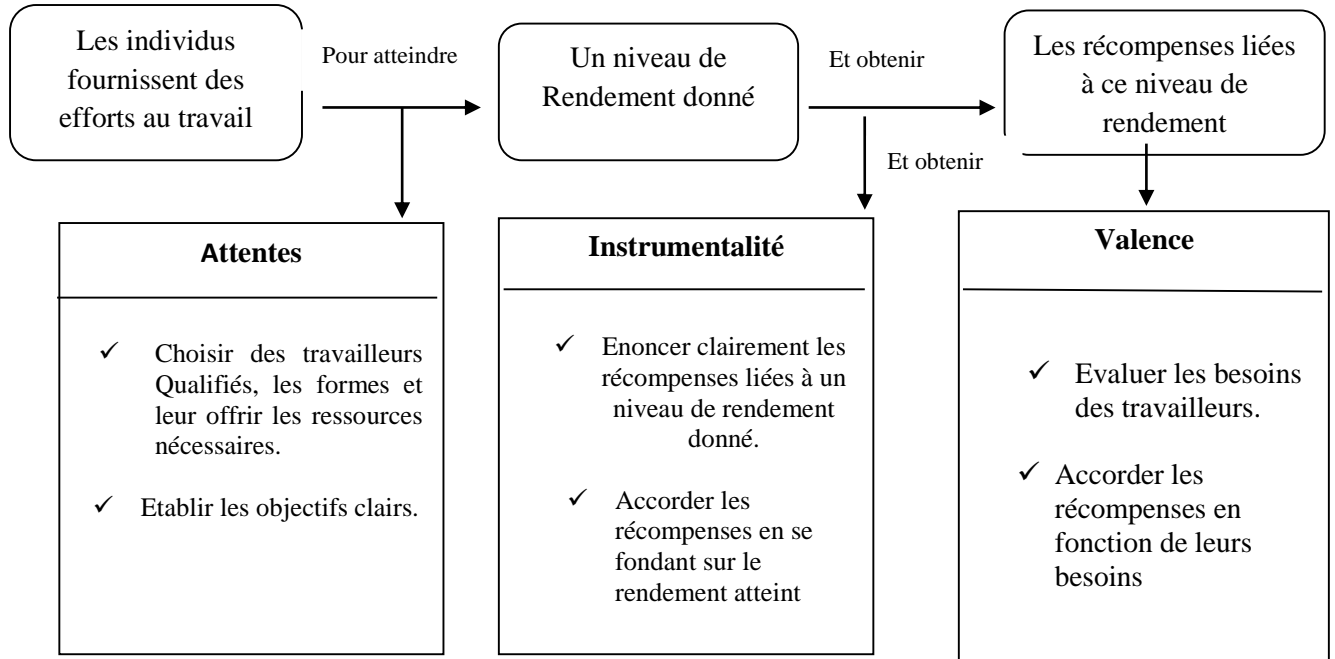 Les individus
fournissent des
efforts au travail
Pour atteindre
Un niveau de
Rendement donné
Et obtenir
Les récompenses liées
à ce niveau de
rendement
Et obtenir
Attentes
✓ Choisir des travailleurs
Qualifiés, les formes et
leur offrir les ressources
nécessaires.
✓ Etablir les objectifs clairs.
Instrumentalité
✓ Enoncer clairement les
récompenses liées à un
niveau de rendement
donné.
✓ Accorder les
récompenses en se
fondant sur le
rendement atteint
Valence
✓ Evaluer les besoins
des travailleurs.
✓ Accorder les
récompenses en
fonction de leurs
besoins